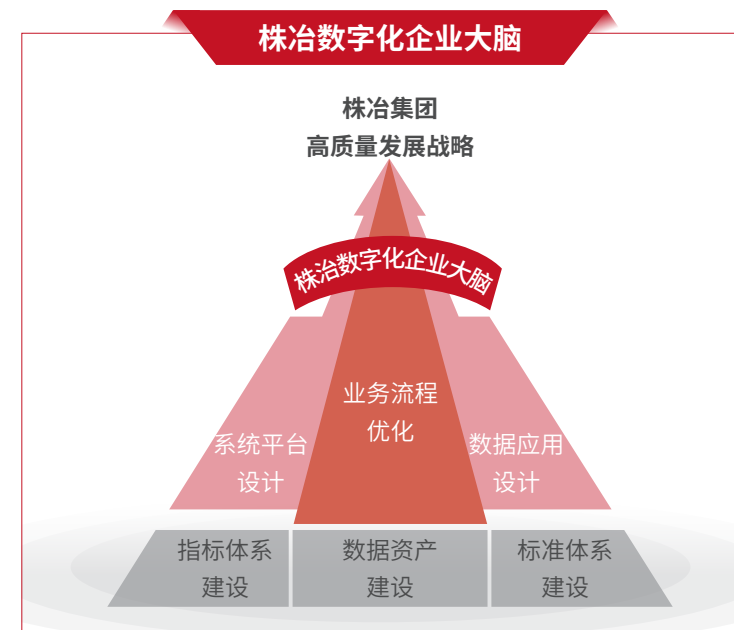 株冶数字化企业大脑
株冶集团
高质量发展战略
株治数字化企业大脑
业务流程
优化
系统平台
设计
数据应用
设计
指标体系
建设
数据资产
建设
标准体系
建设